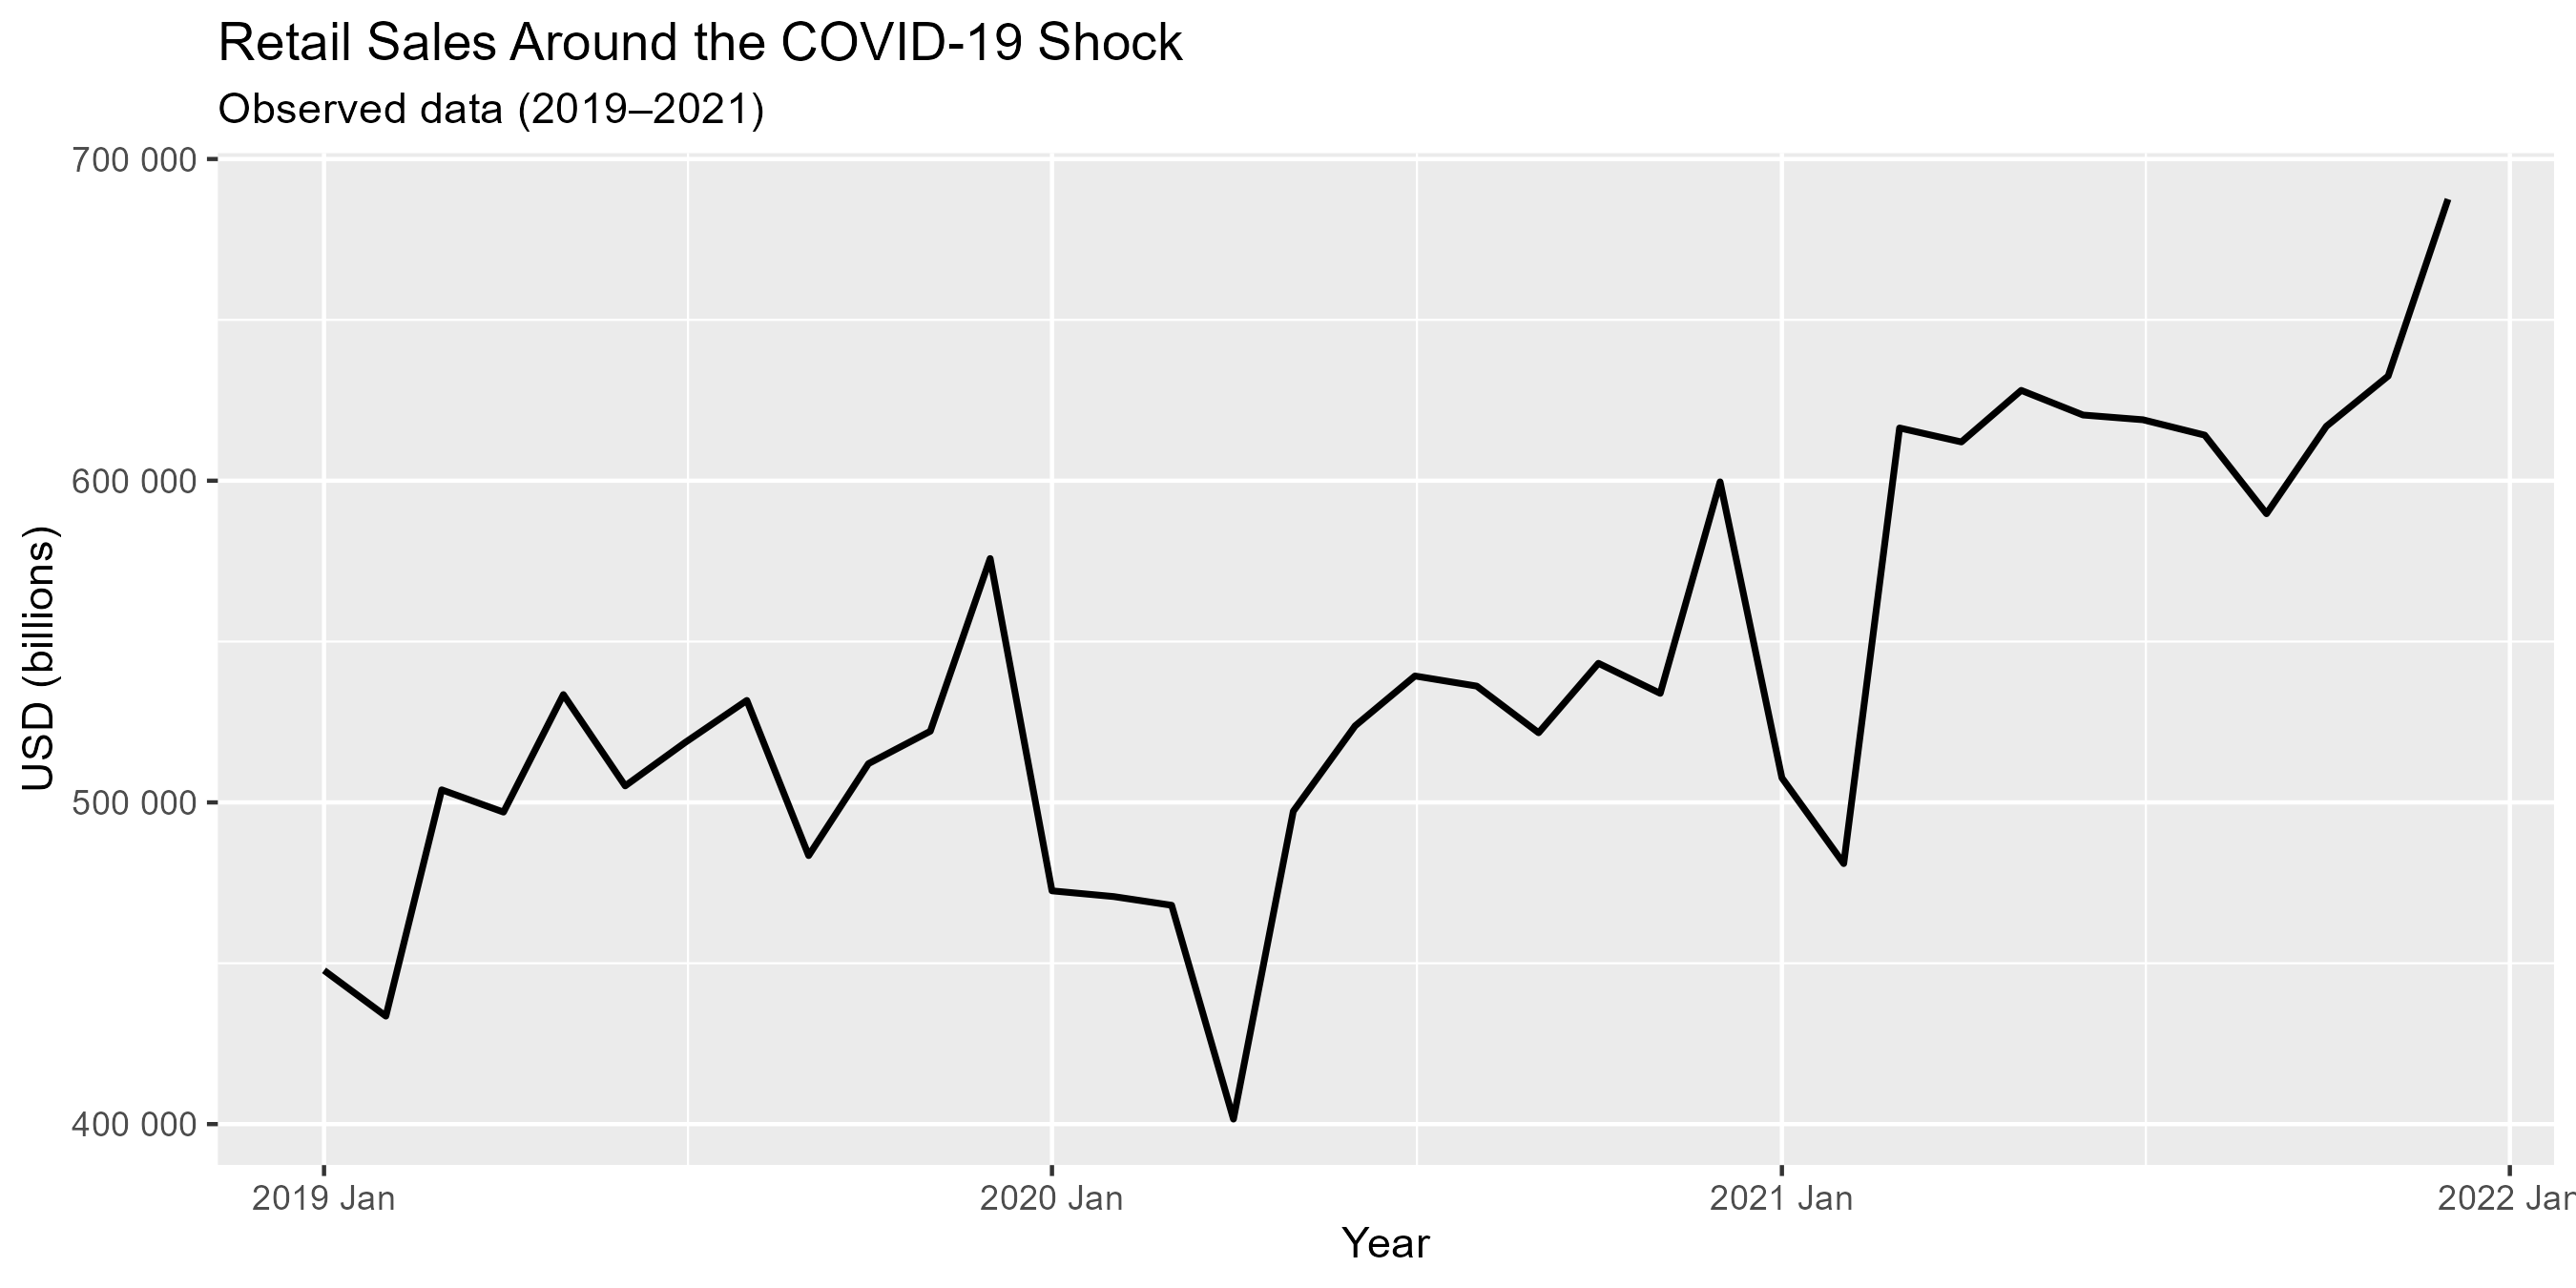 Retail Sales Around the COVID-19 Shock
Observed data (2019–2021)
700 000
600 000
500 000
400 000
USD (billions)
2019 Jan
2020 Jan
2021 Jan
2022 Jan
Year